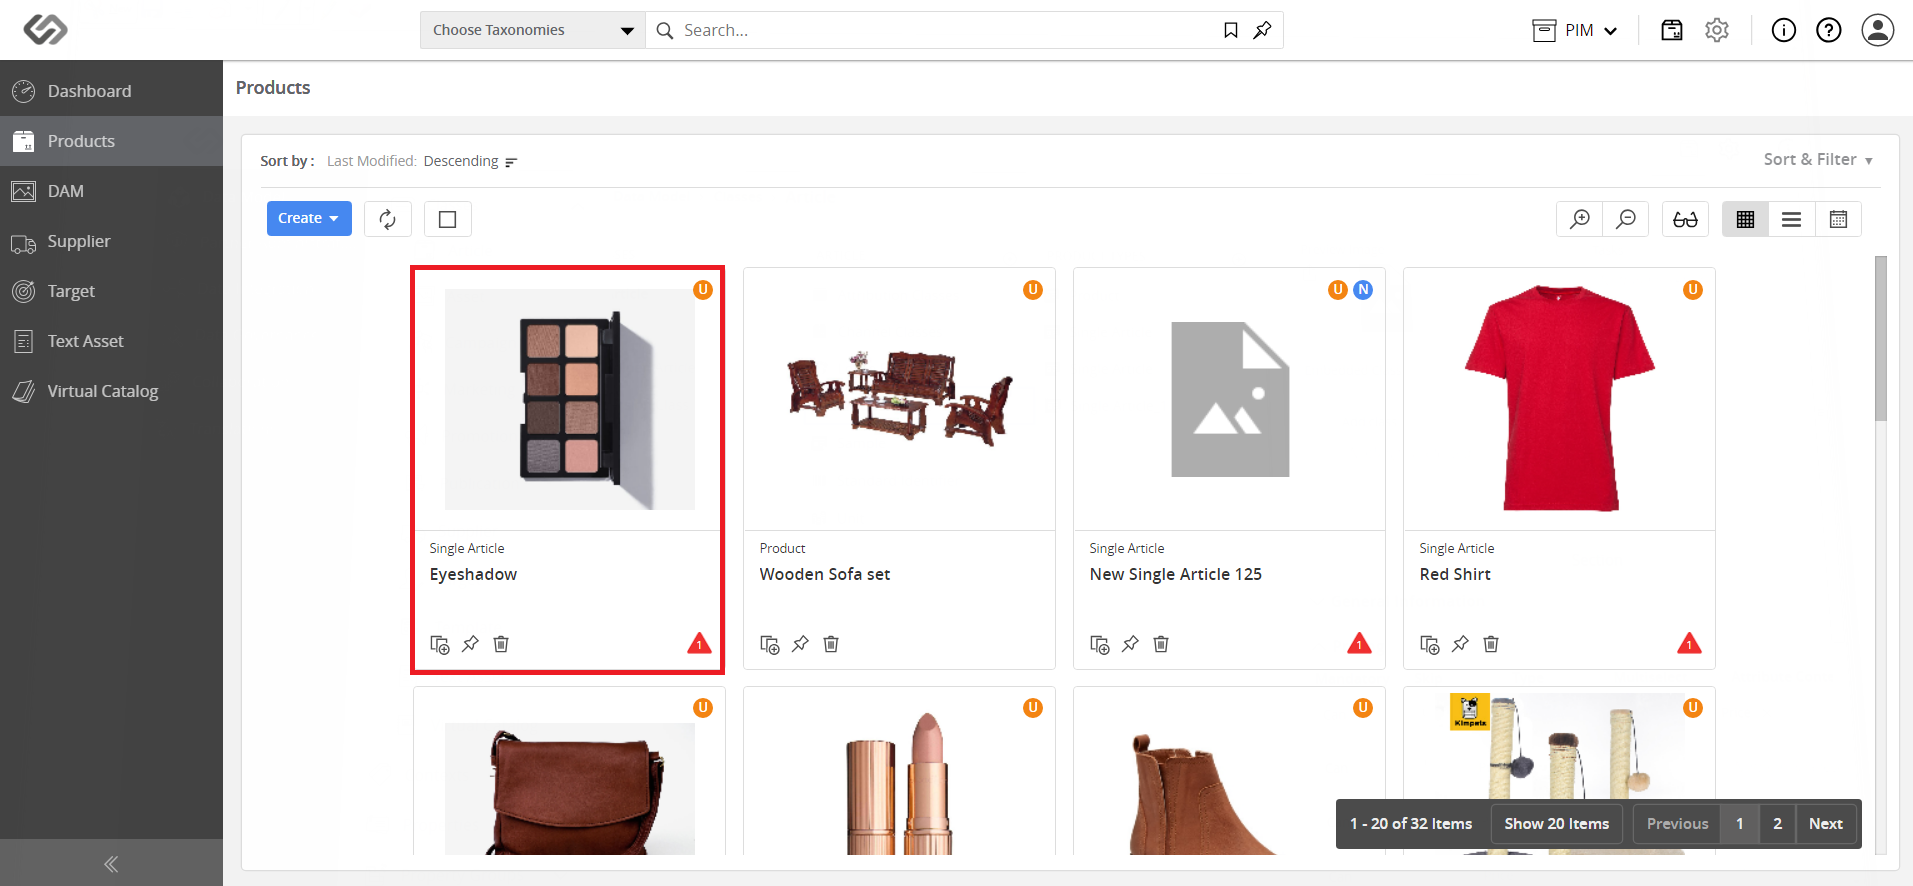 Choose Taxonomies
Search...
PIM
Dashboard
Products
DAM
Supplier
Target
Text Asset
Virtual Catalog
Products
Sort by : Last Modified: Descending
Sort & Filter
Create
U
U
U N
U
Single Article
Eyeshadow
1
Product
Wooden Sofa set
Single Article
New Single Article 125
1
Single Article
Red Shirt
1
U
U
U
Kimpets
U
1 - 20 of 32 Items
Show 20 Items
Previous
1
2
Next